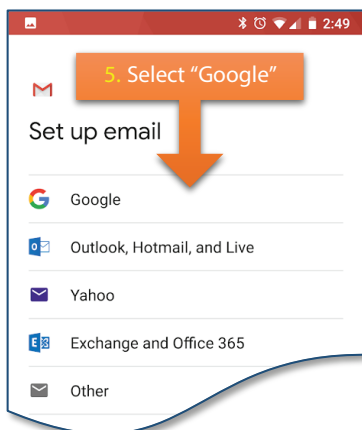 2:49
5. Select “Google”
Set up email
Google
Outlook, Hotmail, and Live
Yahoo
Exchange and Office 365
Other